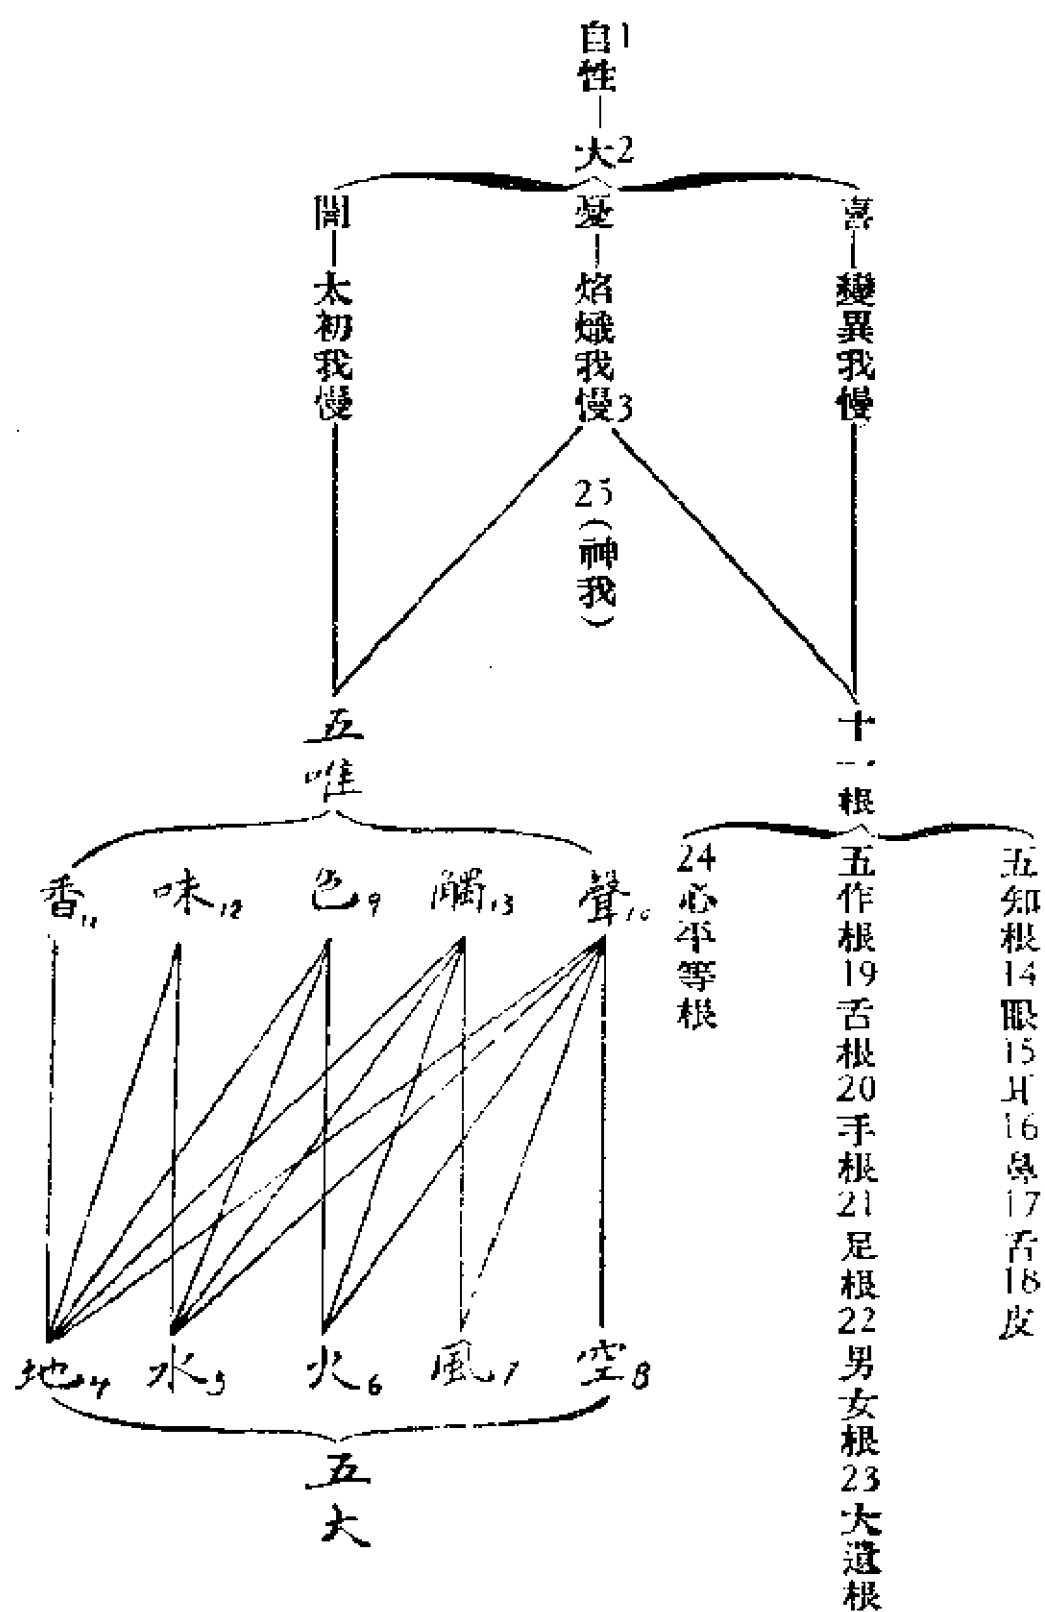 自性1
大2
闇
憂
喜
太初我慢
焰熾我慢3
變異我慢
25(神我)
五唯
十一根
香11
味12
色9
觸13
聲10
24心平等根
五作根19舌根20手根21足根22男女根23大遺根
五知根14眼15耳16鼻17舌18皮
地4
水5
火6
風7
空8
五大